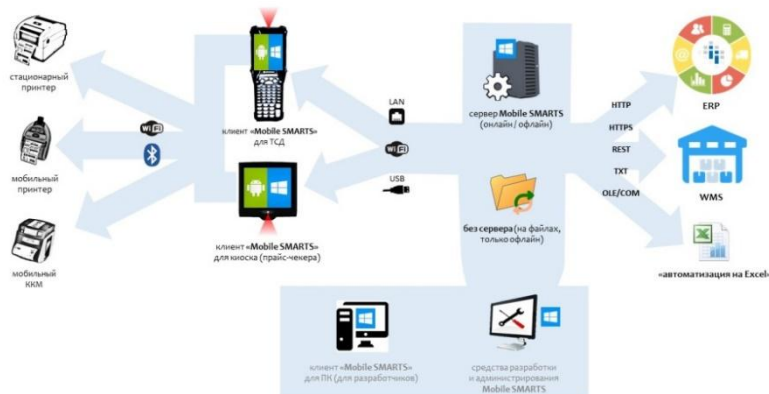 стационарный
принтер
мобильный
принтер
мобильный
ККМ
WiFi
клиент «Mobile SMARTS»
для ТСД
клиент «Mobile SMARTS»
для киоска (прайс-чекера)
LAN
WiFi
USB
сервер Mobile SMARTS
(онлайн / офлайн)
без сервера (на файлах,
только офлайн)
клиент «Mobile SMARTS»
для ПК (для разработчиков)
средства разработки
и администрирования
Mobile SMARTS
HTTP
HTTPS
REST
TXT
OLE/COM
ERP
WMS
«автоматизация на Excel»